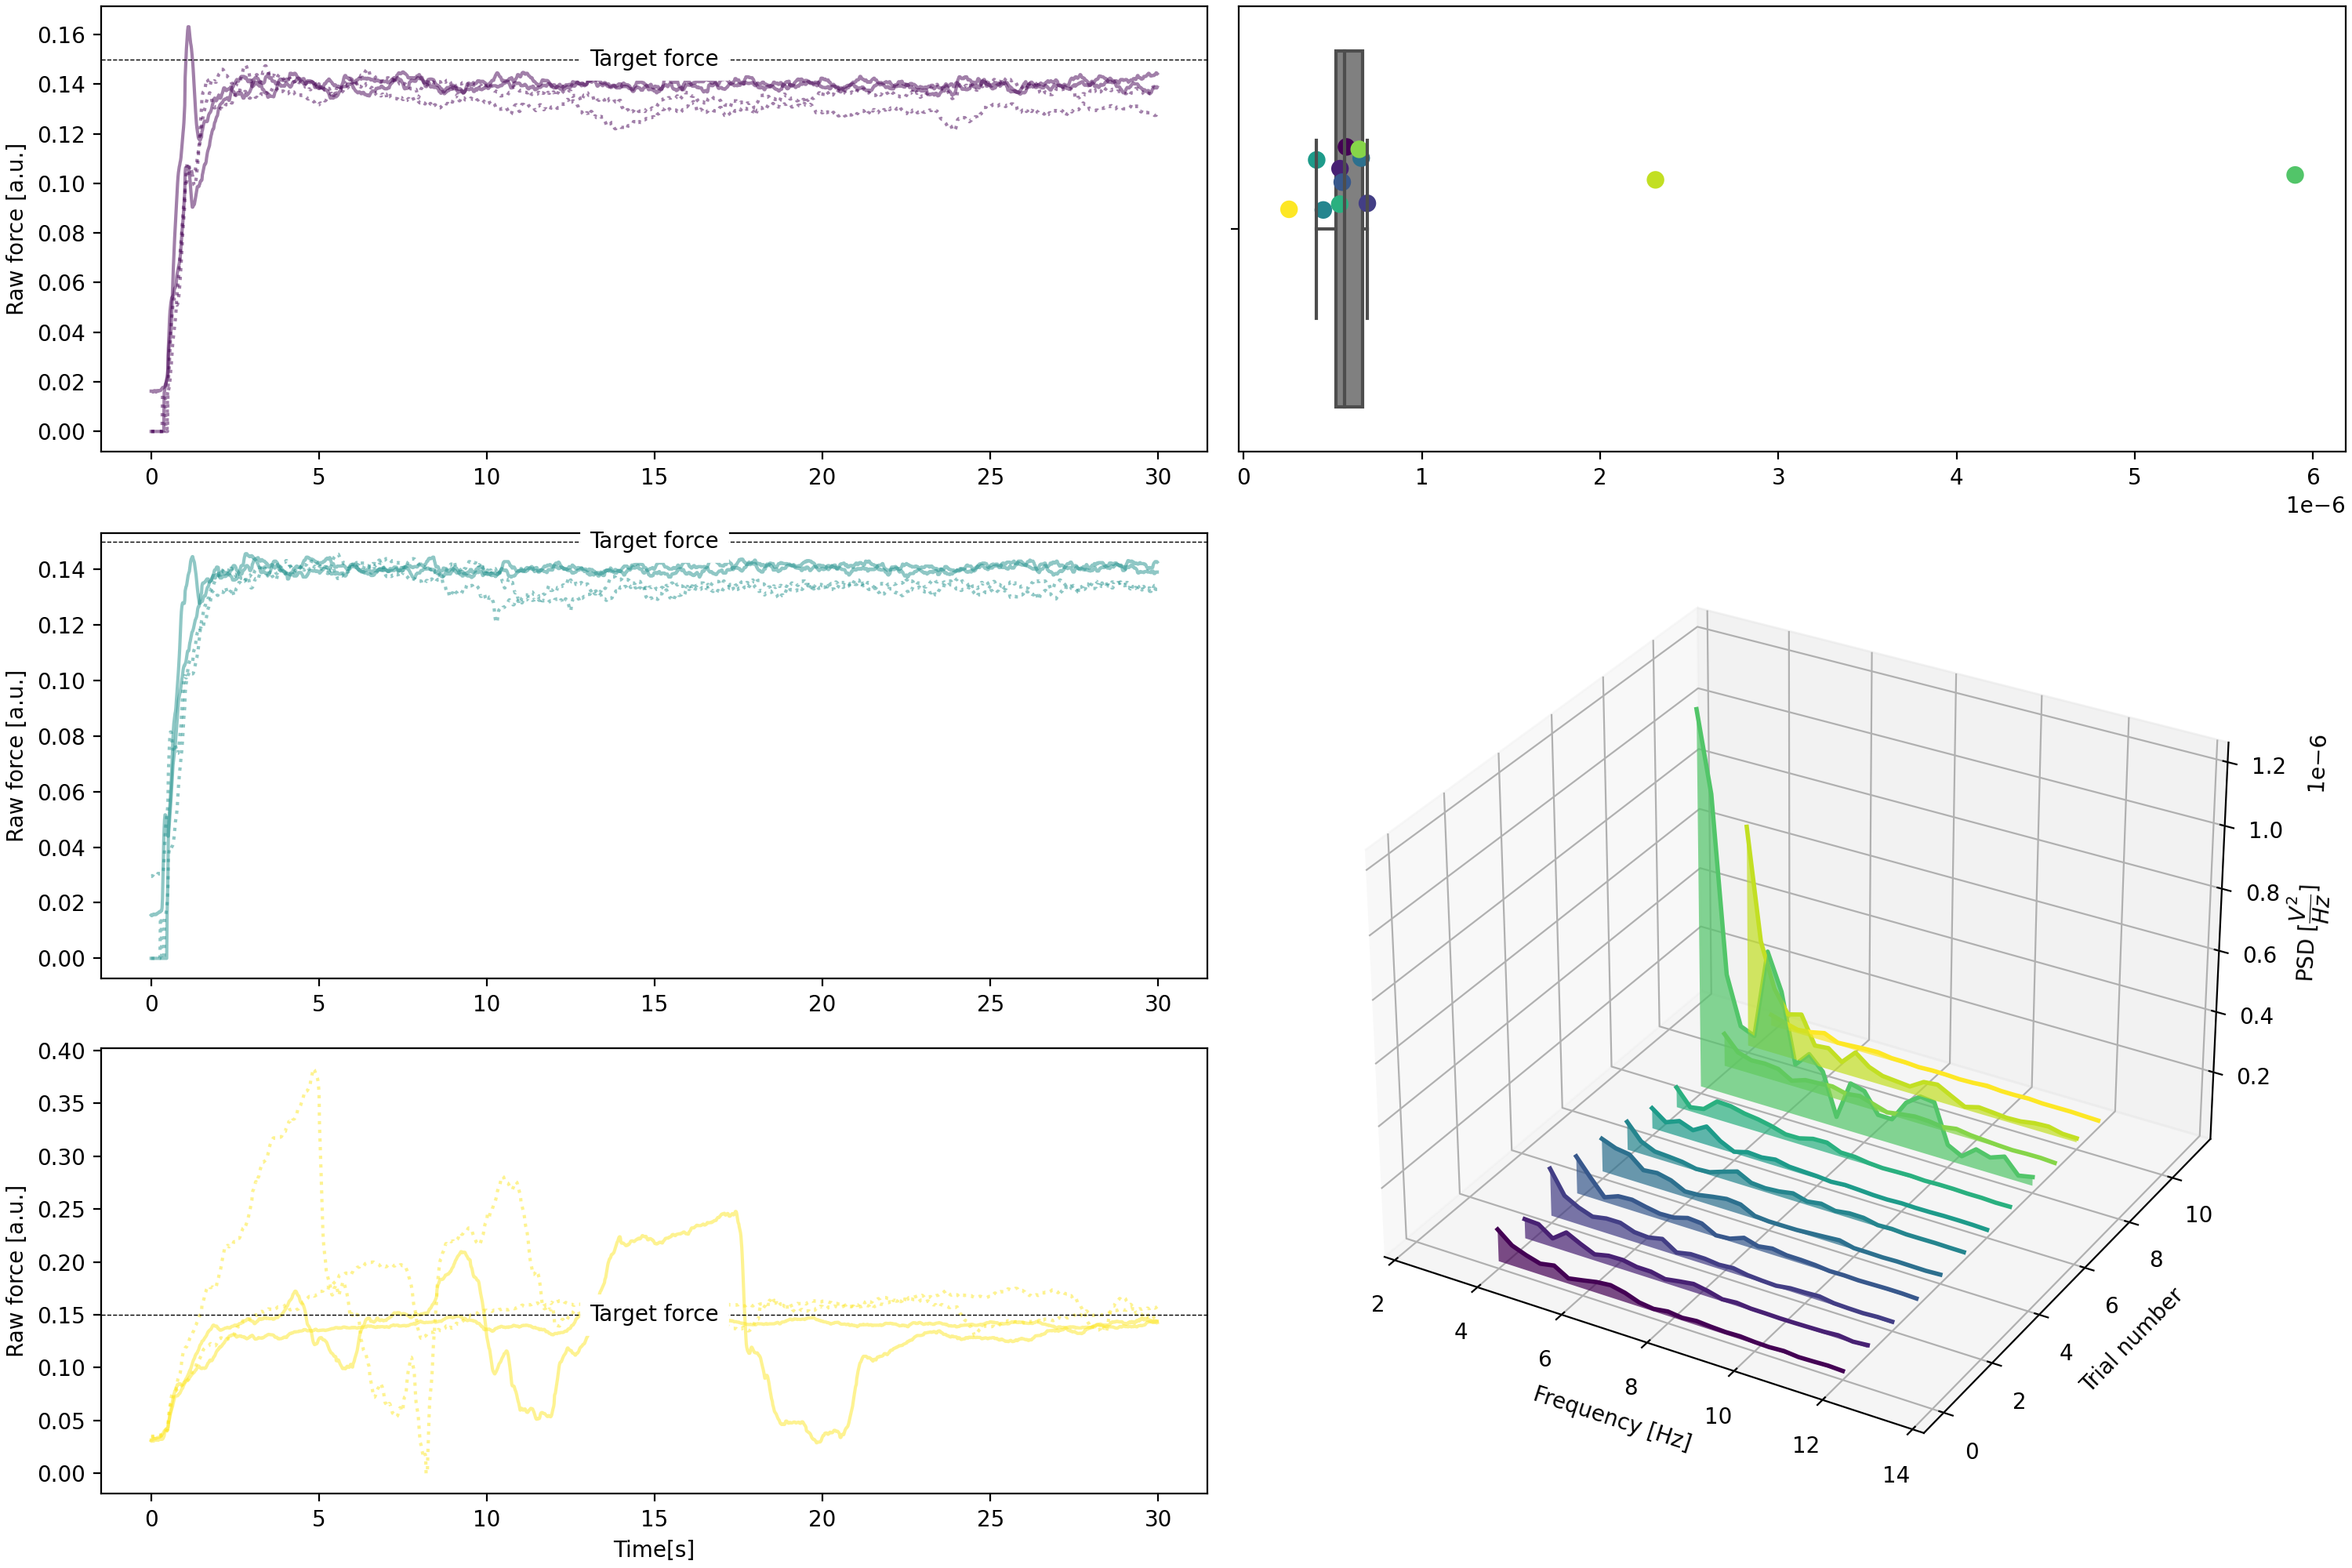 Raw force [a.u.]
0.16
0.14
0.12
0.10
0.08
0.06
0.04
0.02
0.00
Target force
0 5 10 15 20 25 30
0 1 2 3 4 5 6
1e−6
Raw force [a.u.]
0.14
0.12
0.10
0.08
0.06
0.04
0.02
0.00
Target force
0 5 10 15 20 25 30
Raw force [a.u.]
0.40
0.35
0.30
0.25
0.20
0.15
0.10
0.05
0.00
Target force
0 5 10 15 20 25 30
Time[s]
2 4 6 8 10 12 14
Frequency [Hz]
0 2 4 6 8 10
Trial number
1.2
1.0
0.8
0.6
0.4
0.2
1e−6
PSD [V²/Hz]